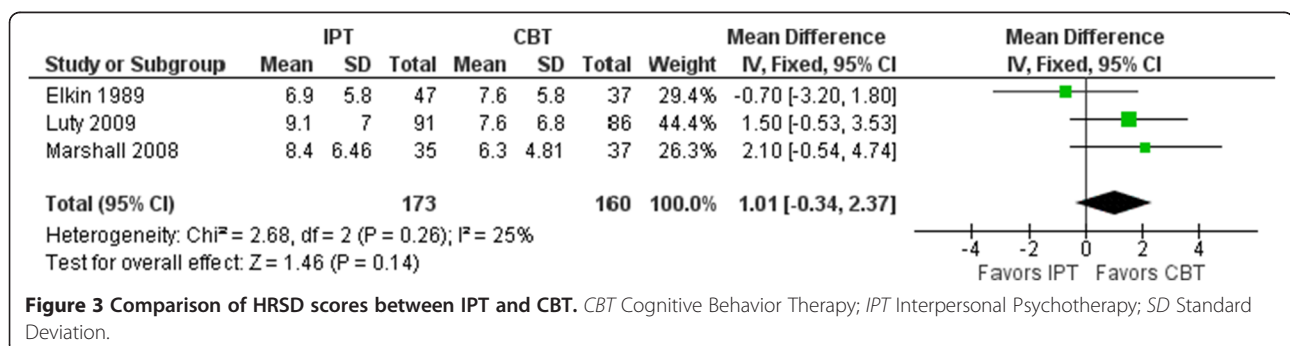 IPT CBT Mean Difference Mean Difference
Study or Subgroup Mean SD Total Mean SD Total Weight IV, Fixed, 95% CI IV, Fixed, 95% CI
Elkin 1989 6.9 5.8 47 7.6 5.8 37 29.4% -0.70 [-3.20, 1.80]
Luty 2009 9.1 7 91 7.6 6.8 86 44.4% 1.50 [-0.53, 3.53]
Marshall 2008 8.4 6.46 35 6.3 4.81 37 26.3% 2.10 [-0.54, 4.74]
Total (95% CI) 173 160 100.0% 1.01 [-0.34, 2.37]
Heterogeneity: Chi² = 2.68, df = 2 (P = 0.26); I² = 25%
Test for overall effect: Z = 1.46 (P = 0.14)
-4 -2 0 2 4
Favors IPT Favors CBT
Figure 3 Comparison of HRSD scores between IPT and CBT. CBT Cognitive Behavior Therapy; IPT Interpersonal Psychotherapy; SD Standard
Deviation.